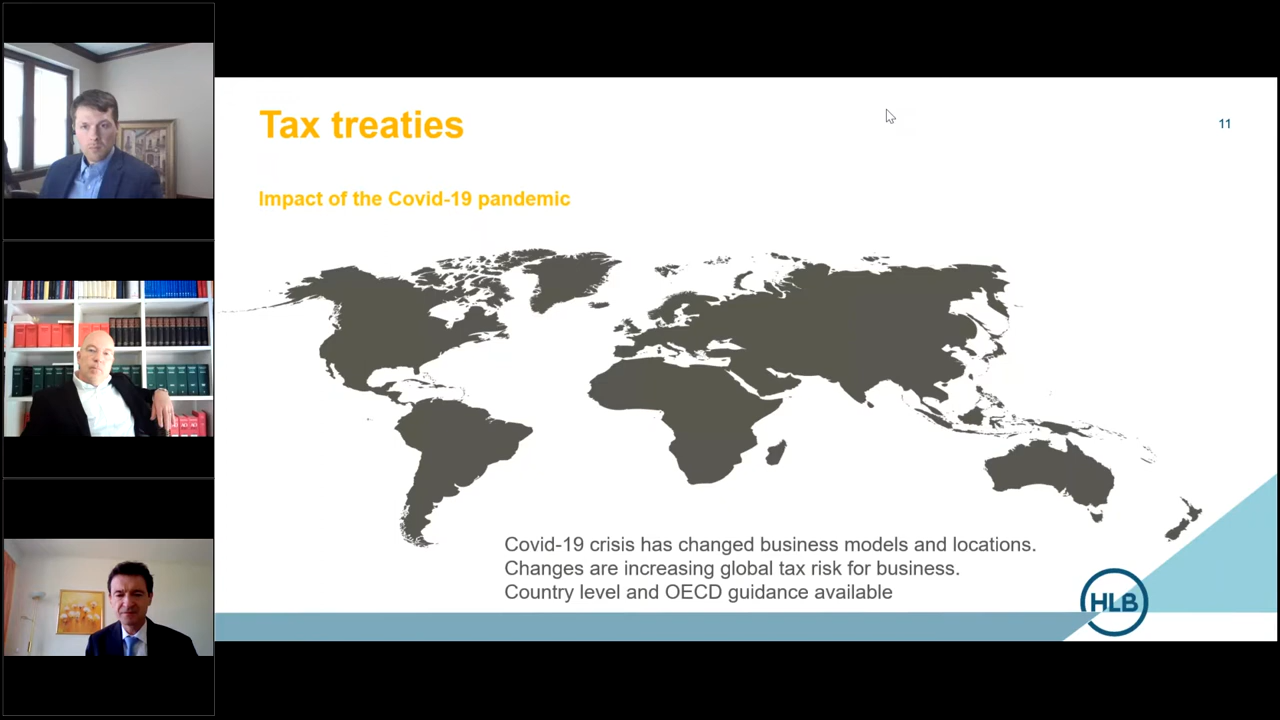 Tax treaties
11
Impact of the Covid-19 pandemic
Covid-19 crisis has changed business models and locations.
Changes are increasing global tax risk for business.
Country level and OECD guidance available
HLB